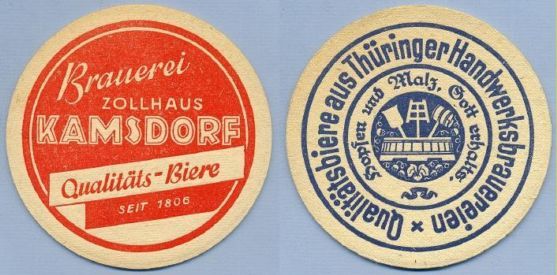 Brauerei
ZOLLHAUS
KAMSDORF
Qualitäts-Biere
SEIT 1806
Qualitätsbiere aus Thüringer Handwerksbrauereien ×
Hopfen und Malz, Gott erhalts.